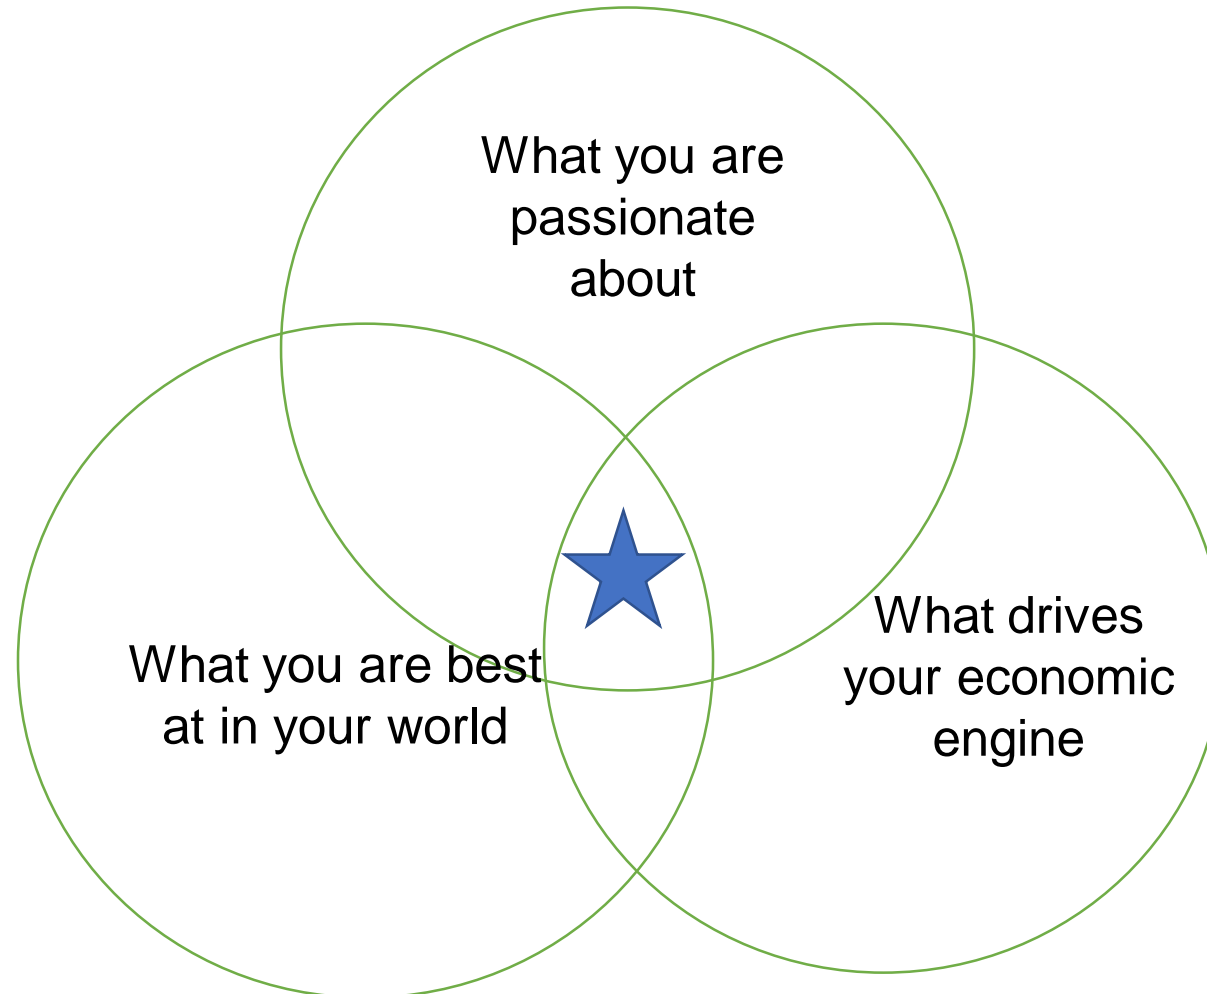 What you are
passionate
about
What you are best
at in your world
What drives
your economic
engine